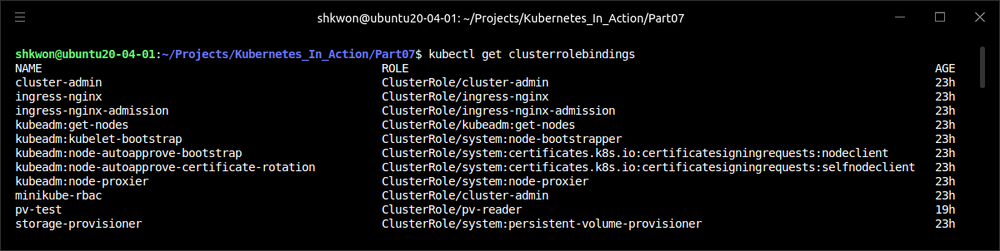 shkwon@ubuntu20-04-01: ~/Projects/Kubernetes_In_Action/Part07
shkwon@ubuntu20-04-01:~/Projects/Kubernetes_In_Action/Part07$ kubectl get clusterrolebindings
NAME ROLE AGE
cluster-admin ClusterRole/cluster-admin 23h
ingress-nginx ClusterRole/ingress-nginx 23h
ingress-nginx-admission ClusterRole/ingress-nginx-admission 23h
kubeadm:get-nodes ClusterRole/kubeadm:get-nodes 23h
kubeadm:kubelet-bootstrap ClusterRole/system:node-bootstrapper 23h
kubeadm:node-autoapprove-bootstrap ClusterRole/system:certificates.k8s.io:certificatesigningrequests:nodeclient 23h
kubeadm:node-autoapprove-certificate-rotation ClusterRole/system:certificates.k8s.io:certificatesigningrequests:selfnodeclient 23h
kubeadm:node-proxier ClusterRole/system:node-proxier 23h
minikube-rbac ClusterRole/cluster-admin 23h
pv-test ClusterRole/pv-reader 19h
storage-provisioner ClusterRole/system:persistent-volume-provisioner 23h